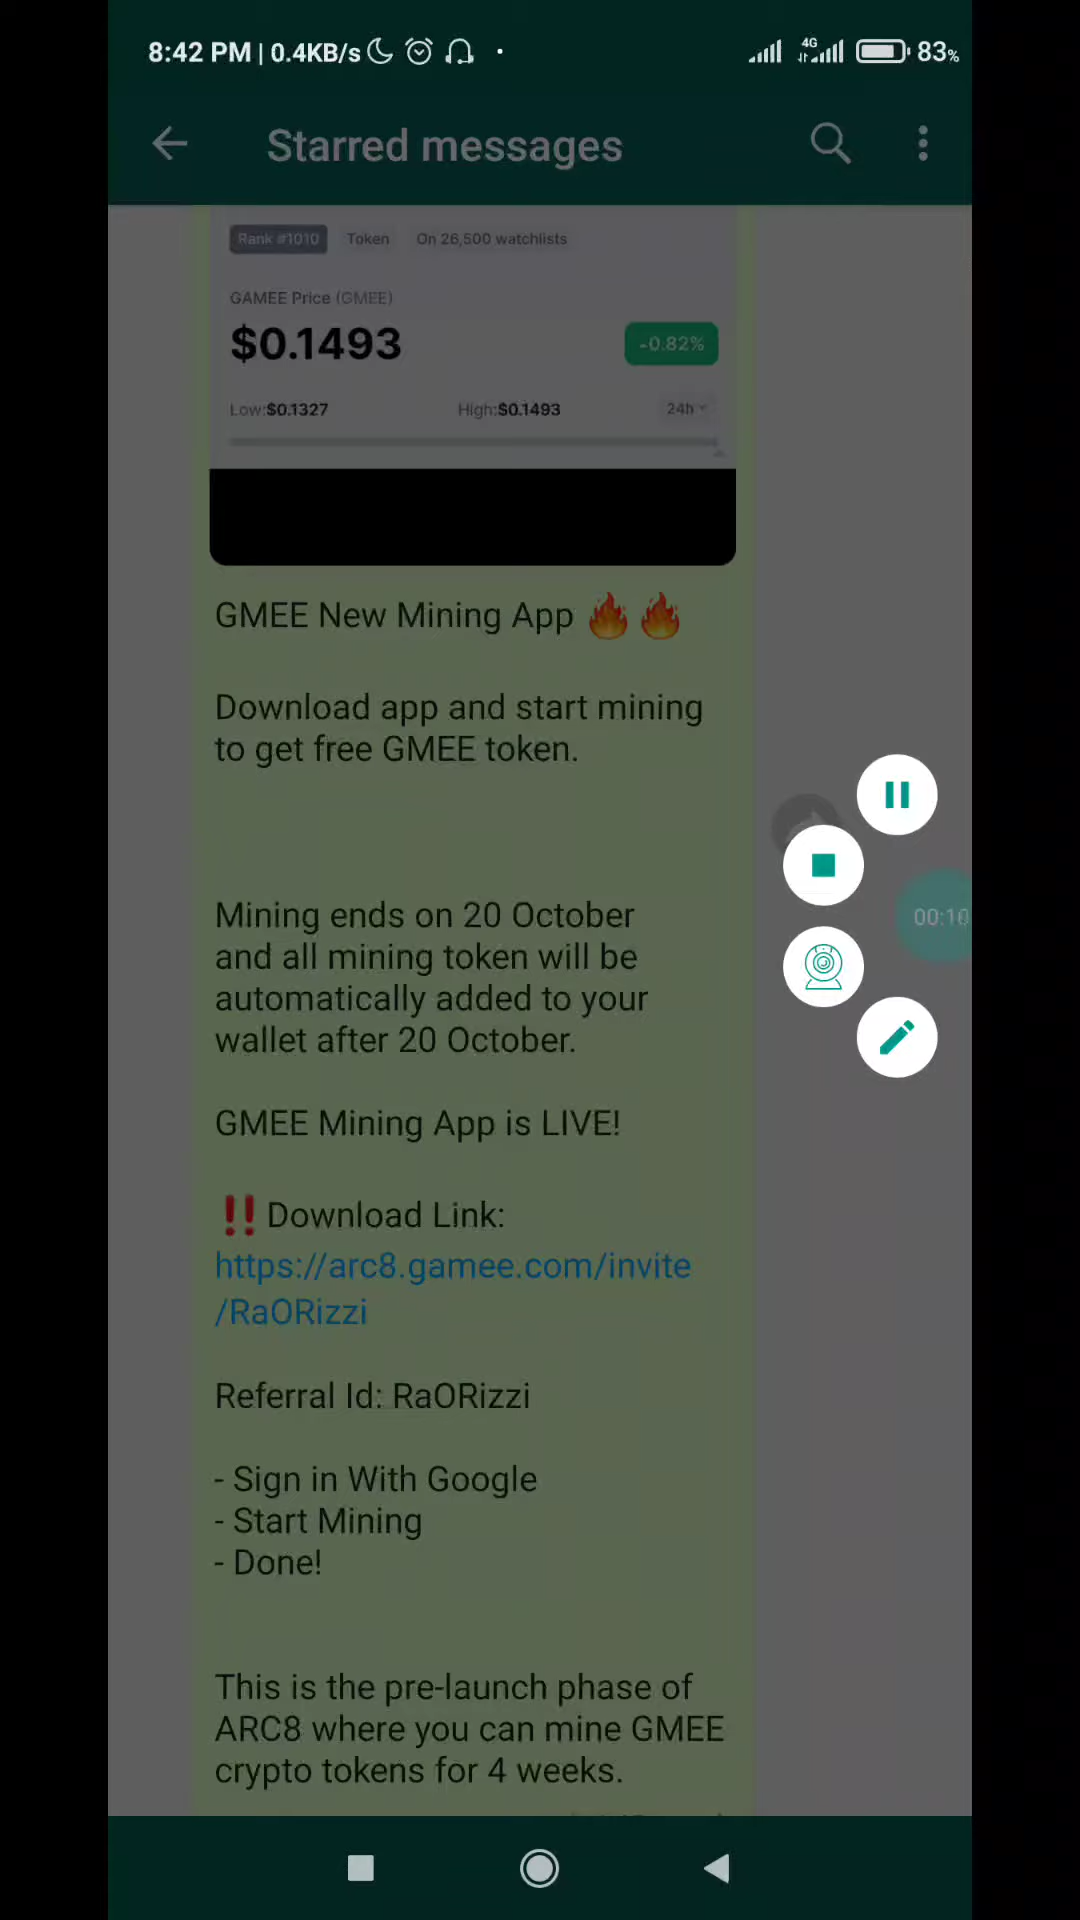 8:42 PM | 0.4KB/s
4G
83%
Starred messages
Rank #1010 Token On 26,500 watchlists
GAMEE Price (GMEE)
$0.1493
-0.82%
Low:$0.1327 High:$0.1493 24h
GMEE New Mining App 🔥🔥
Download app and start mining
to get free GMEE token.
Mining ends on 20 October
and all mining token will be
automatically added to your
wallet after 20 October.
GMEE Mining App is LIVE!
‼️Download Link:
https://arc8.gamee.com/invite
/RaORizzi
Referral Id: RaORizzi
- Sign in With Google
- Start Mining
- Done!
This is the pre-launch phase of
ARC8 where you can mine GMEE
crypto tokens for 4 weeks.
00:10